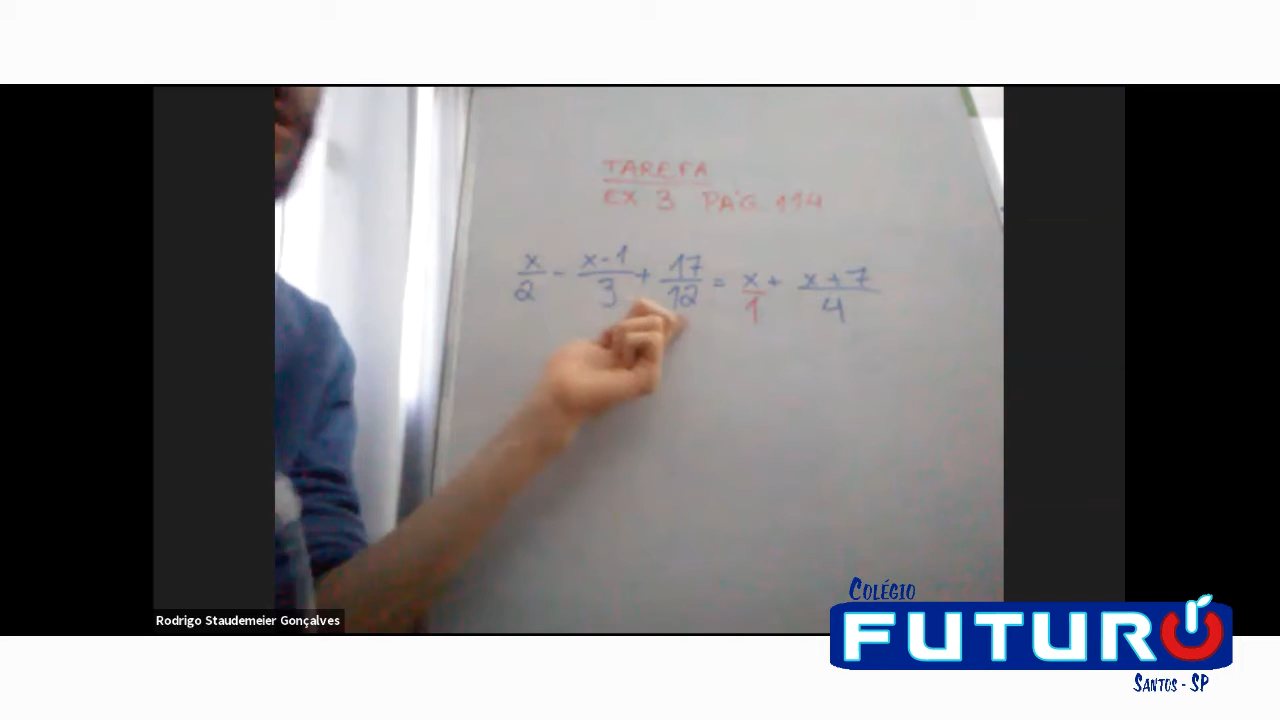 TAREFA
EX 3 PÁG. 114
x/2 - x-1/3 + 17/12 = x/1 + x+7/4
Rodrigo Staudemeier Gonçalves
COLÉGIO
FUTURO
SANTOS - SP